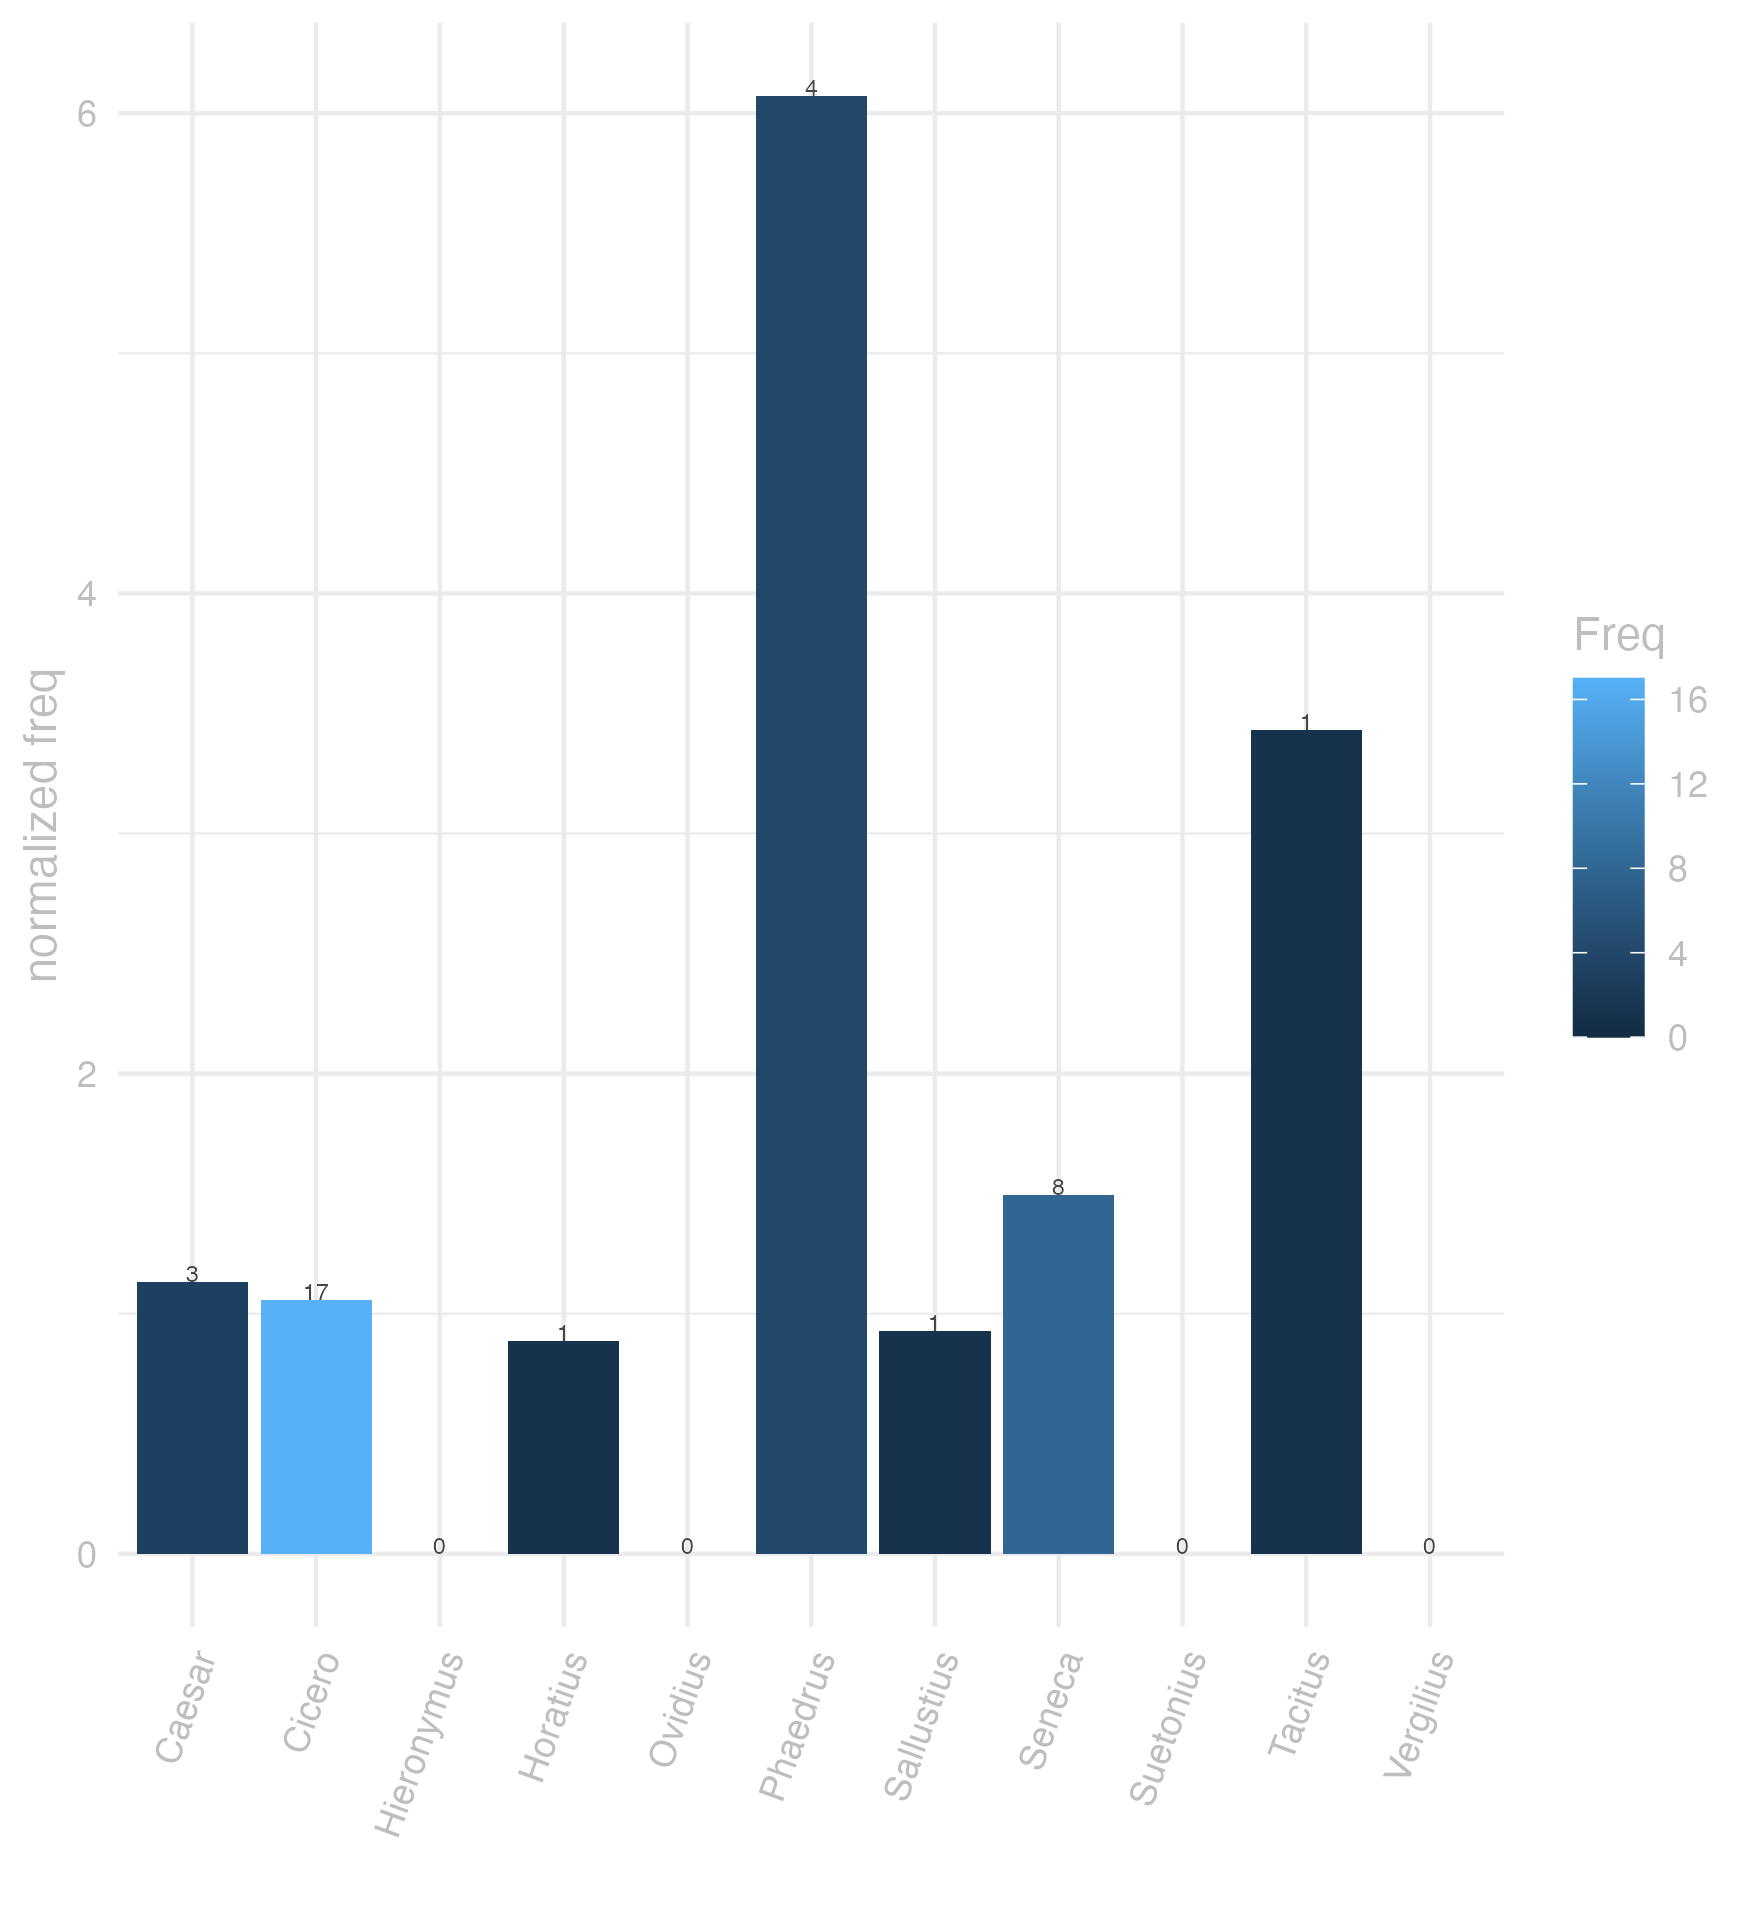 normalized freq
6
4
2
0
3
17
0
1
0
4
1
8
0
1
0
Caesar
Cicero
Hieronymus
Horatius
Ovidius
Phaedrus
Sallustius
Seneca
Suetonius
Tacitus
Vergilius
Freq
16
12
8
4
0